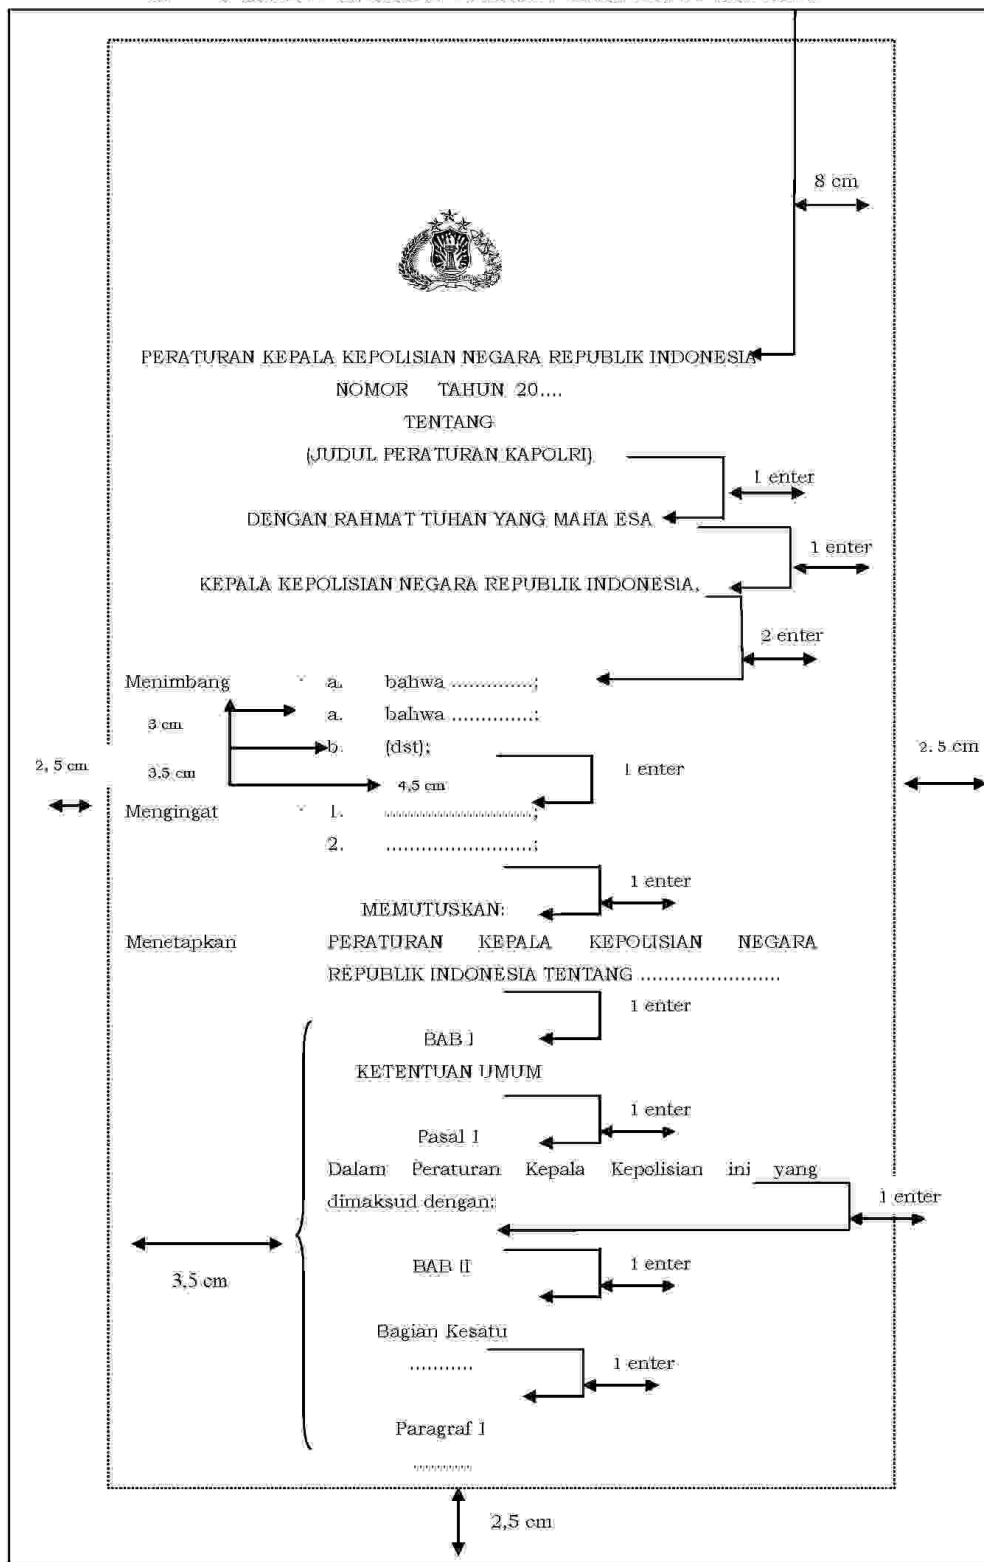 8 cm
PERATURAN KEPALA KEPOLISIAN NEGARA REPUBLIK INDONESIA
NOMOR TAHUN 20....
TENTANG
(JUDUL PERATURAN KAPOLRI)
1 enter
DENGAN RAHMAT TUHAN YANG MAHA ESA
1 enter
KEPALA KEPOLISIAN NEGARA REPUBLIK INDONESIA,
2 enter
Menimbang : a. bahwa .............;
3 cm a. bahwa ..............;
b. (dst);
2, 5 cm 3.5 cm 4,5 cm 1 enter 2. 5 cm
Mengingat : 1. ..............................;
2. .........................;
1 enter
MEMUTUSKAN:
Menetapkan PERATURAN KEPALA KEPOLISIAN NEGARA
REPUBLIK INDONESIA TENTANG ........................
1 enter
BAB I
KETENTUAN UMUM
1 enter
Pasal 1
Dalam Peraturan Kepala Kepolisian ini yang
dimaksud dengan:
1 enter
BAB II 1 enter
3,5 cm
Bagian Kesatu
...........
1 enter
Paragraf 1
............
2,5 cm